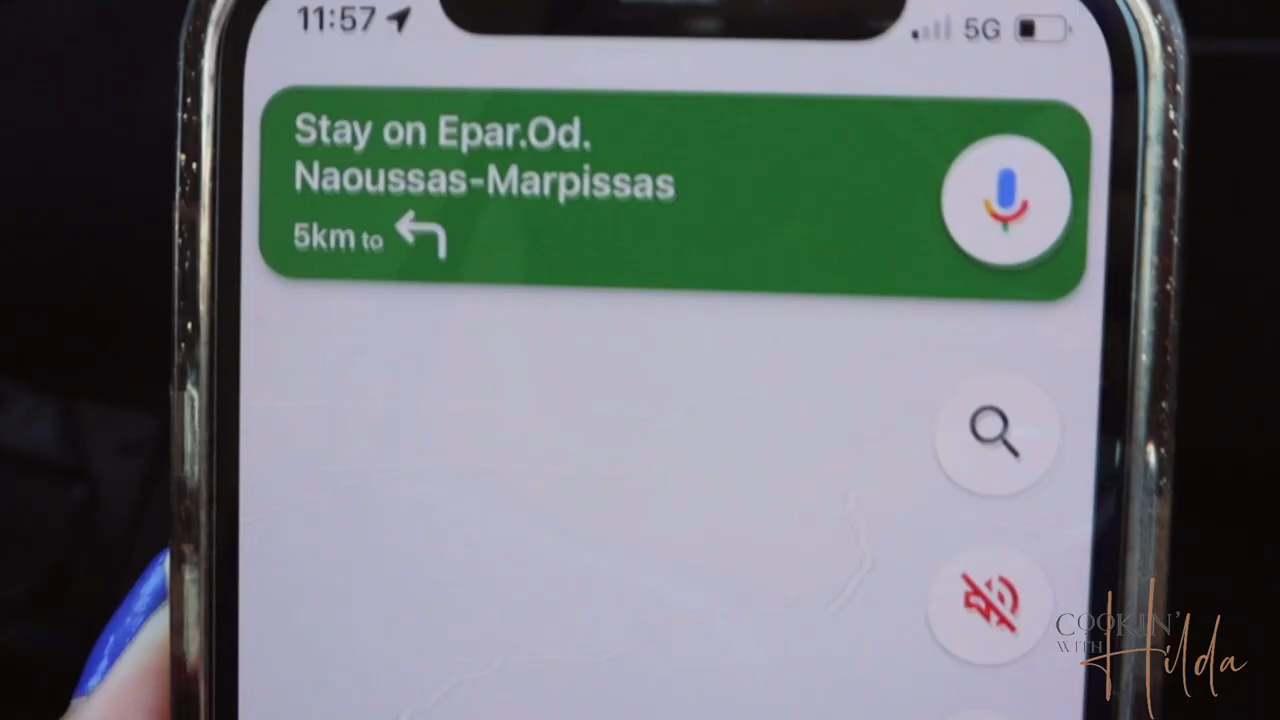 11:57
5G
Stay on Epar.Od.
Naoussas-Marpissas
5km to
COOKIN'
WITH
Hilda